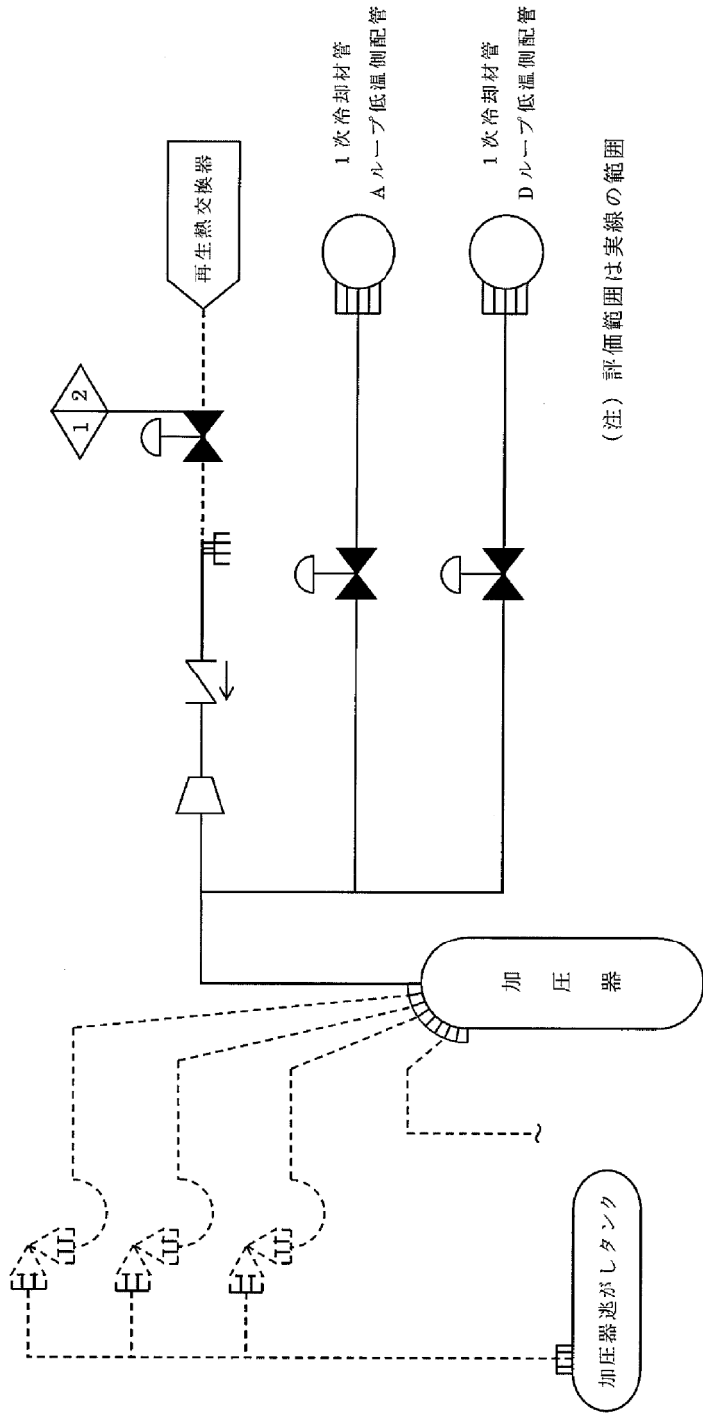 再生熱交換器
1 2
1次冷却材管
Aループ低温側配管
1次冷却材管
Dループ低温側配管
加圧器
加圧器逃がしタンク
(注) 評価範囲は実線の範囲